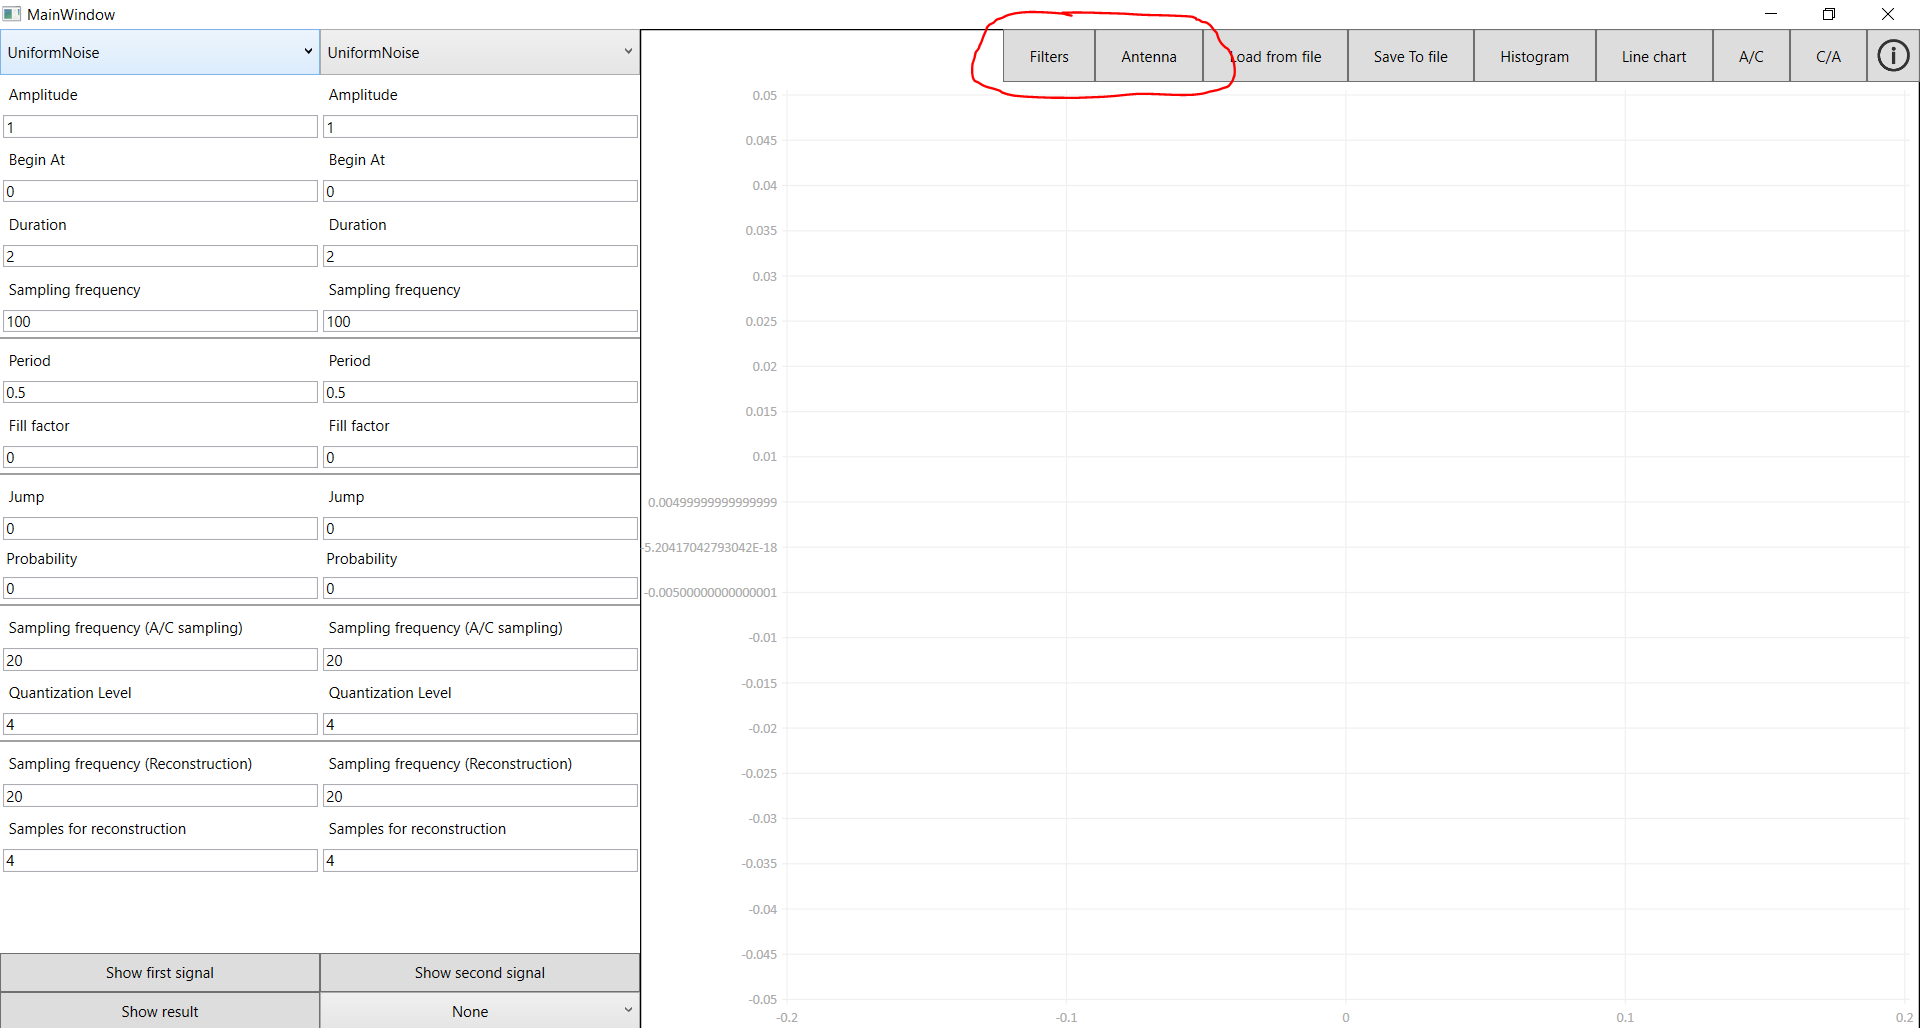 MainWindow
UniformNoise UniformNoise Filters Antenna Load from file Save To file Histogram Line chart A/C C/A i
Amplitude Amplitude
1 1
Begin At Begin At
0 0
Duration Duration
2 2
Sampling frequency Sampling frequency
100 100
Period Period
0.5 0.5
Fill factor Fill factor
0 0
Jump Jump
0 0
Probability Probability
0 0
Sampling frequency (A/C sampling) Sampling frequency (A/C sampling)
20 20
Quantization Level Quantization Level
4 4
Sampling frequency (Reconstruction) Sampling frequency (Reconstruction)
20 20
Samples for reconstruction Samples for reconstruction
4 4
Show first signal Show second signal
Show result None
0.05
0.045
0.04
0.035
0.03
0.025
0.02
0.015
0.01
0.00499999999999999
-5.20417042793042E-18
-0.00500000000000001
-0.01
-0.015
-0.02
-0.025
-0.03
-0.035
-0.04
-0.045
-0.05
-0.2 -0.1 0 0.1 0.2